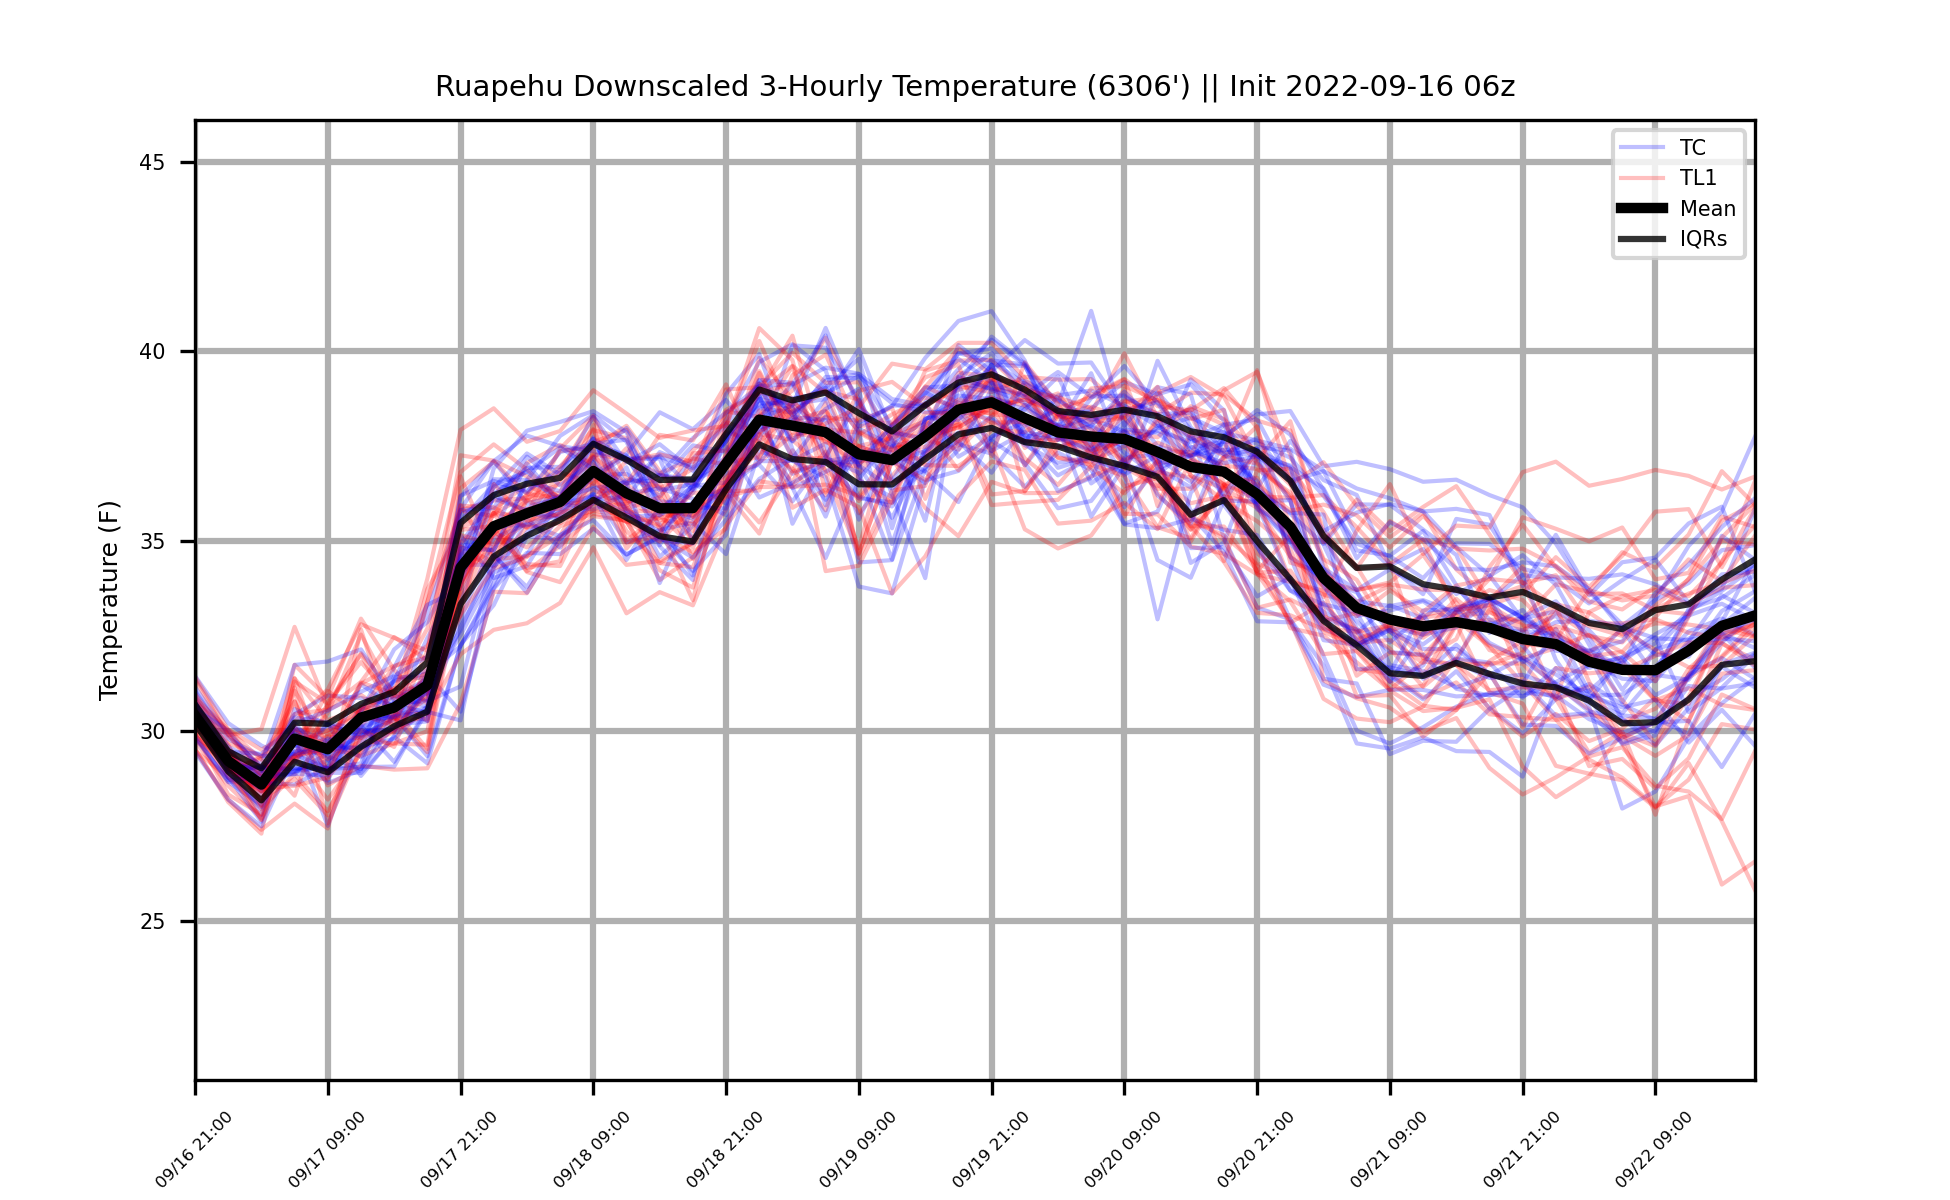 Ruapehu Downscaled 3-Hourly Temperature (6306') || Init 2022-09-16 06z
TC
TL1
Mean
IQRs
Temperature (F)
45
40
35
30
25
09/16 21:00
09/17 09:00
09/17 21:00
09/18 09:00
09/18 21:00
09/19 09:00
09/19 21:00
09/20 09:00
09/20 21:00
09/21 09:00
09/21 21:00
09/22 09:00